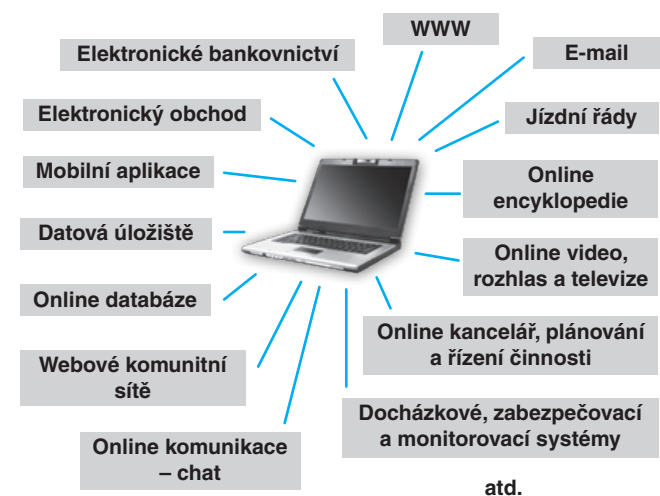 WWW
Elektronické bankovnictví
E-mail
Elektronický obchod
Jízdní řády
Mobilní aplikace
Online
encyklopedie
Datová úložiště
Online video,
rozhlas a televize
Online databáze
Online kancelář, plánování
a řízení činnosti
Webové komunitní
sítě
Docházkové, zabezpečovací
a monitorovací systémy
Online komunikace
– chat
atd.